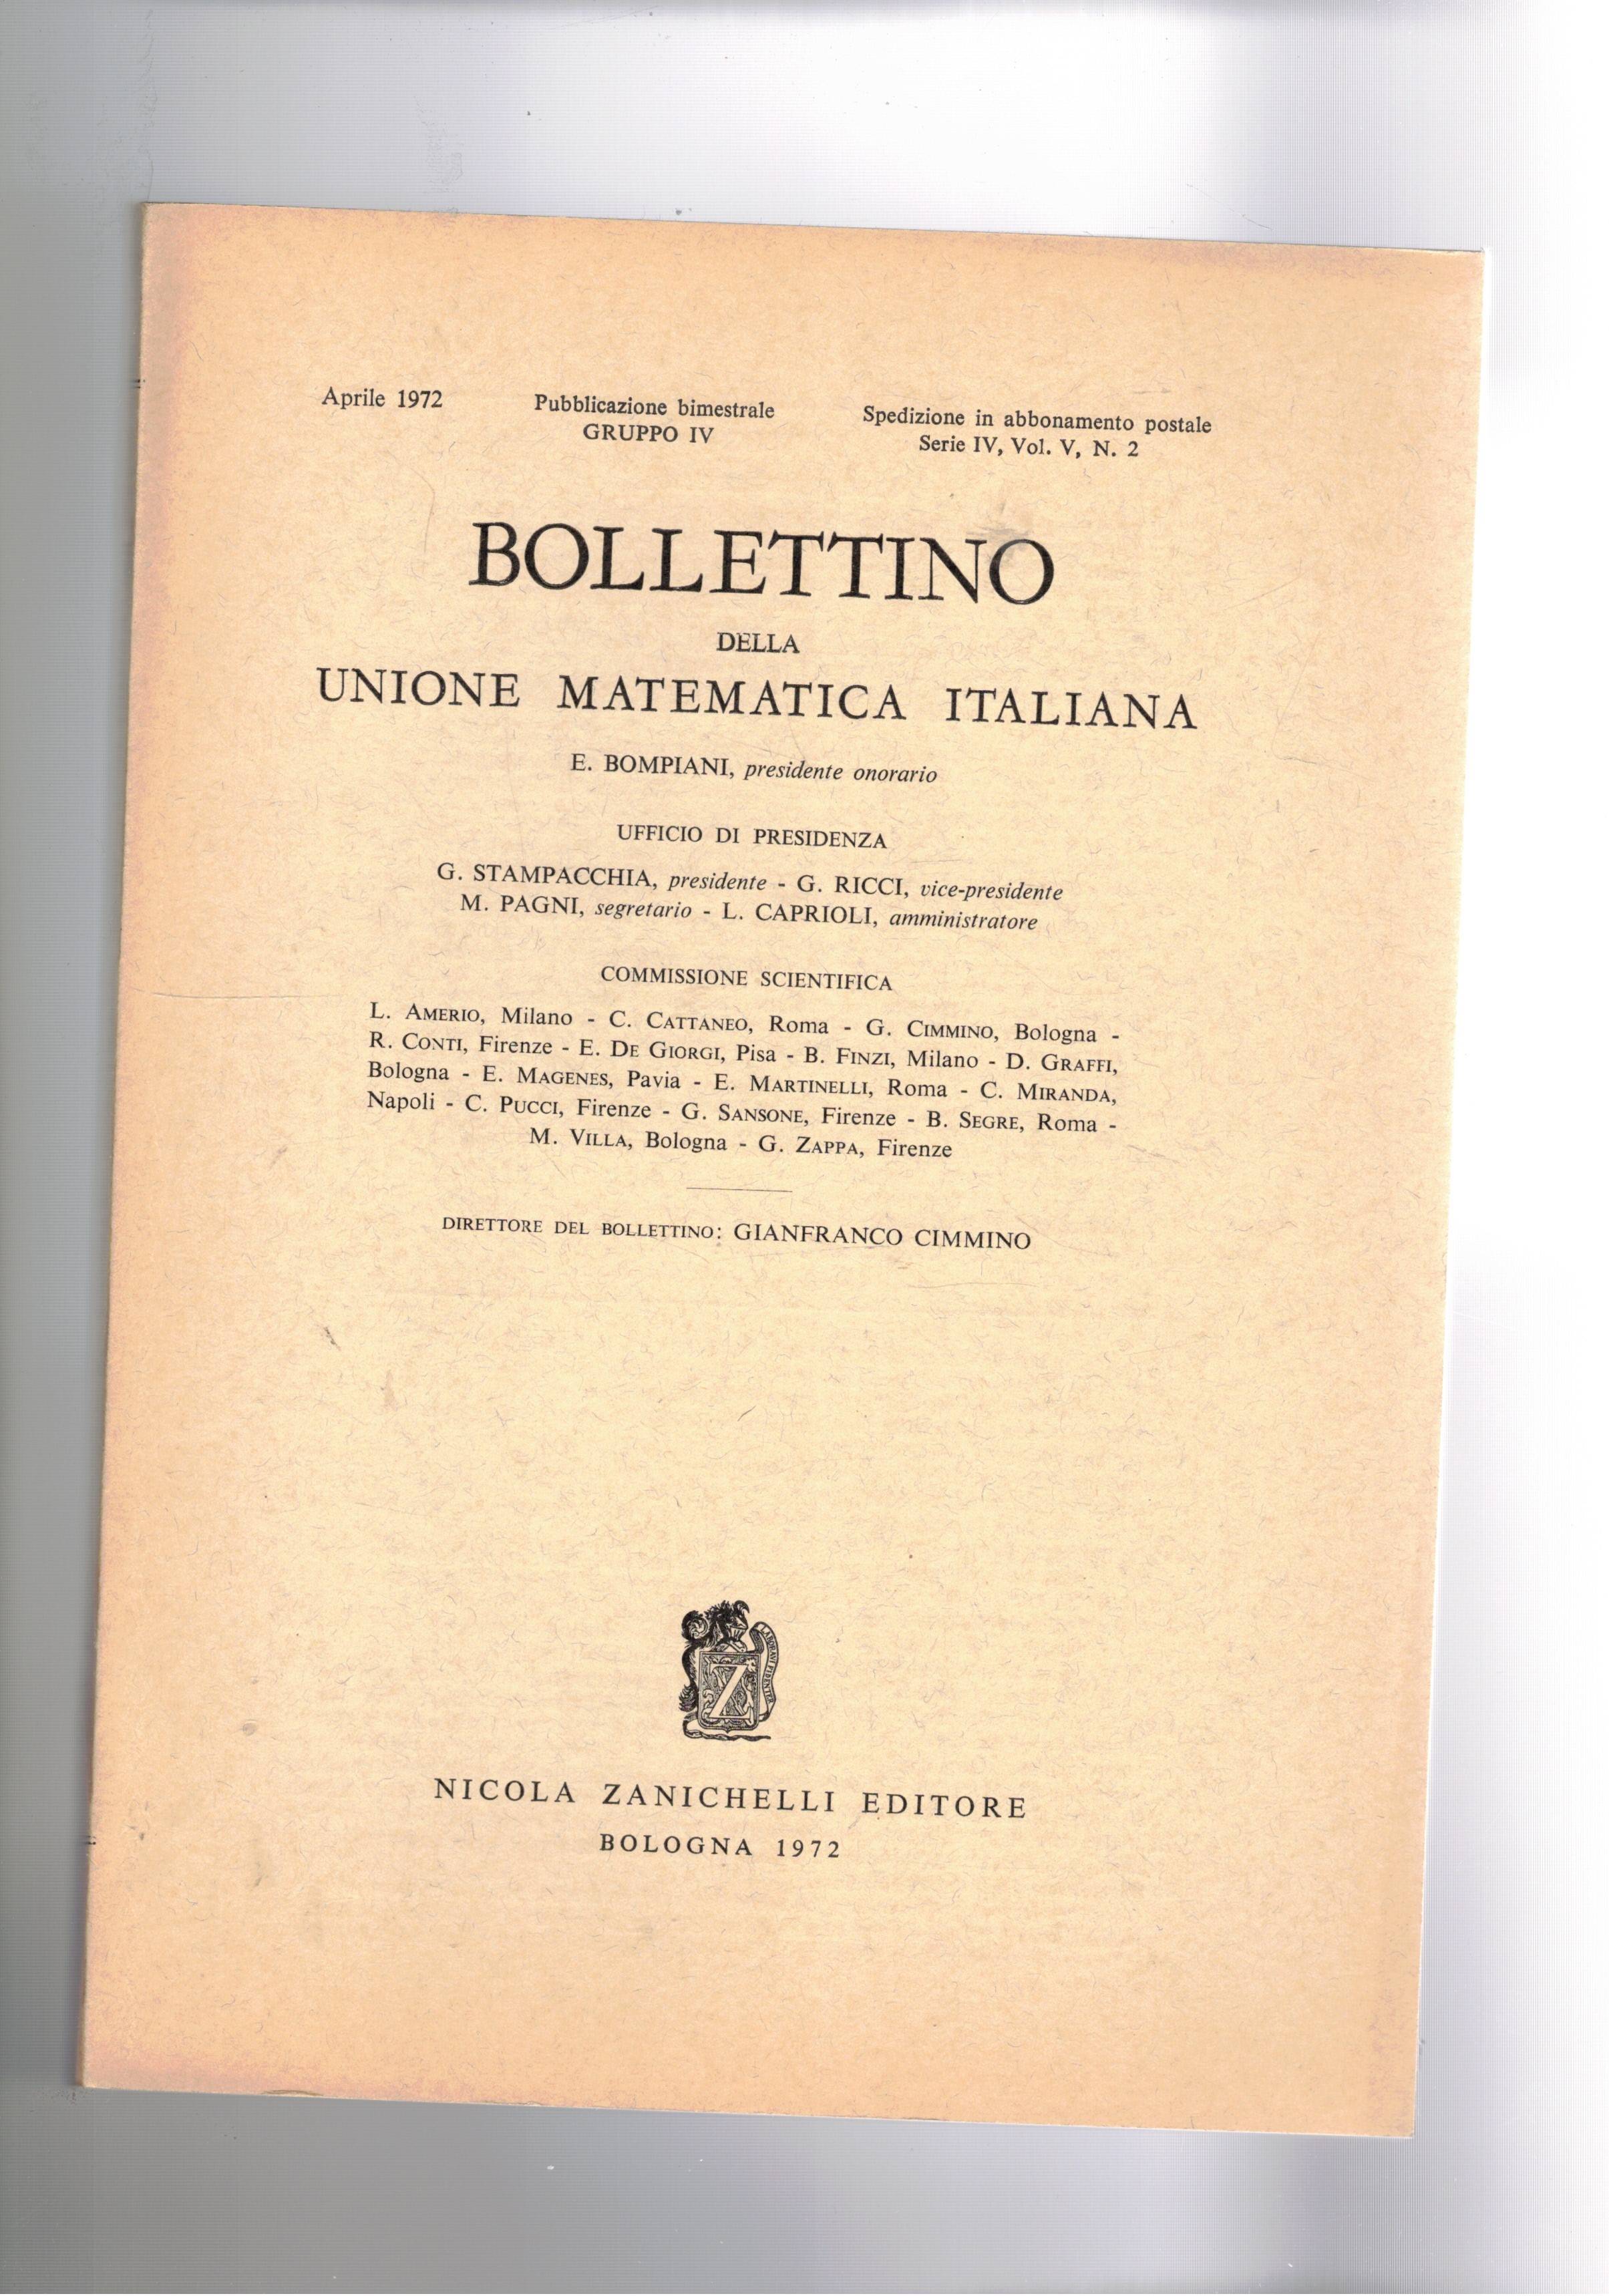 Aprile 1972
Pubblicazione bimestrale
GRUPPO IV
Spedizione in abbonamento postale
Serie IV, Vol. V, N. 2
BOLLETTINO
DELLA
UNIONE MATEMATICA ITALIANA
E. BOMPIANI, presidente onorario
UFFICIO DI PRESIDENZA
G. STAMPACCHIA, presidente - G. RICCI, vice-presidente
M. PAGNI, segretario - L. CAPRIOLI, amministratore
COMMISSIONE SCIENTIFICA
L. AMERIO, Milano - C. CATTANEO, Roma - G. CIMMINO, Bologna -
R. CONTI, Firenze - E. DE GIORGI, Pisa - B. FINZI, Milano - D. GRAFFI,
Bologna - E. MAGENES, Pavia - E. MARTINELLI, Roma - C. MIRANDA,
Napoli - C. PUCCI, Firenze - G. SANSONE, Firenze - B. SEGRE, Roma -
M. VILLA, Bologna - G. ZAPPA, Firenze
DIRETTORE DEL BOLLETTINO: GIANFRANCO CIMMINO
Z
NICOLA ZANICHELLI EDITORE
BOLOGNA 1972